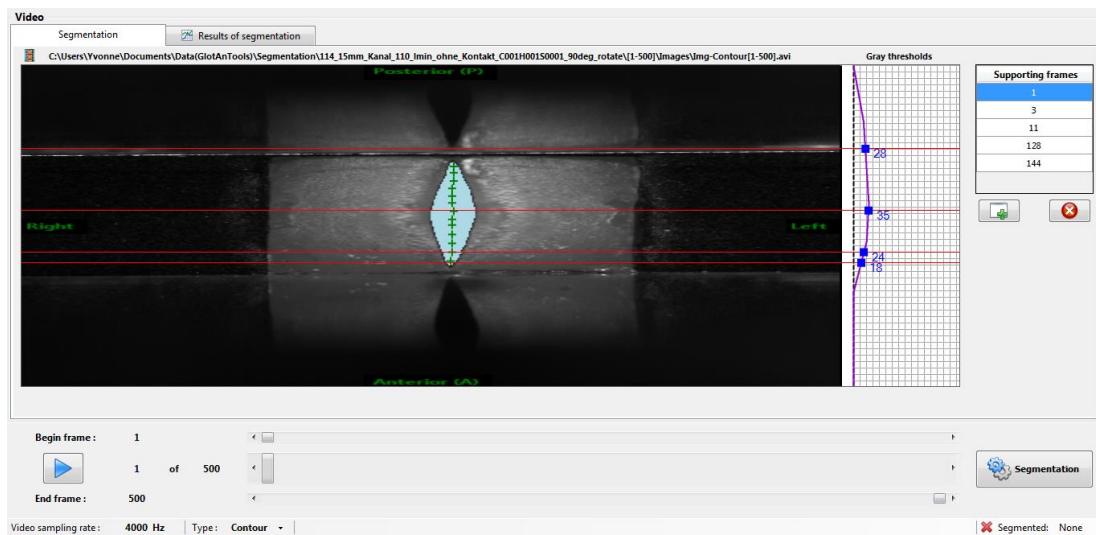 Video
Segmentation
Results of segmentation
C:\Users\Yvonne\Documents\Data(GlotAnTools)\Segmentation\114_15mm_Kanal_110_lmin_ohne_Kontakt_C001H001S0001_90deg_rotate\[1-500]\Images\Img-Contour[1-500].avi
Gray thresholds
Supporting frames
Posterior (P)
1
3
11
128
144
28
35
Right
Left
24
18
Anterior (A)
Begin frame :
1
1 of 500
Segmentation
End frame :
500
Video sampling rate : 4000 Hz Type : Contour Segmented: None